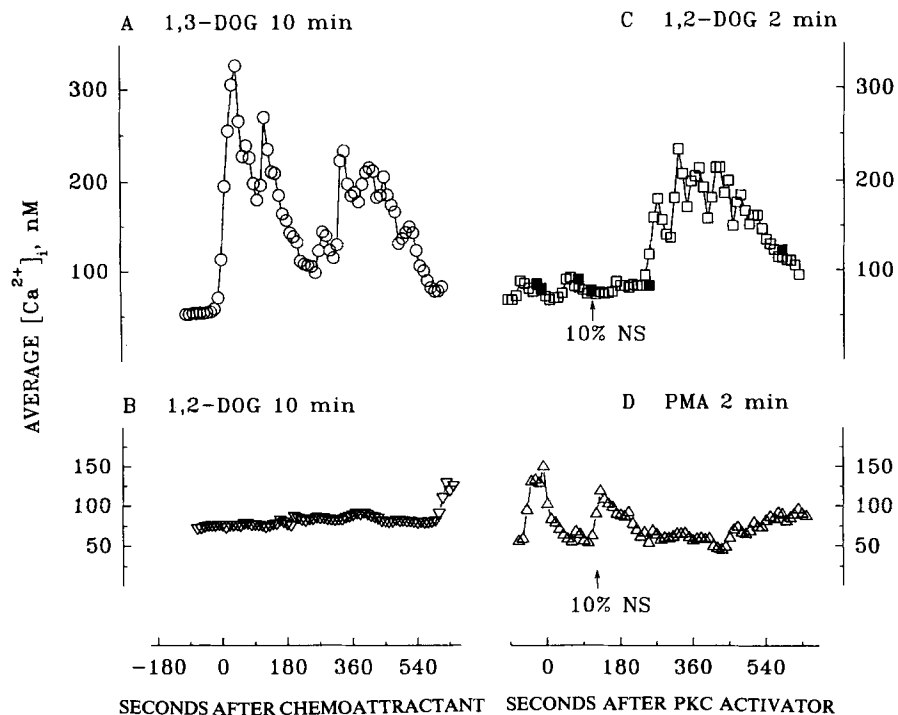 A 1,3-DOG 10 min
C 1,2-DOG 2 min
300
200
100
300
200
100
10% NS
AVERAGE [Ca2+]i, nM
B 1,2-DOG 10 min
D PMA 2 min
150
100
50
150
100
50
10% NS
-180 0 180 360 540
0 180 360 540
SECONDS AFTER CHEMOATTRACTANT
SECONDS AFTER PKC ACTIVATOR